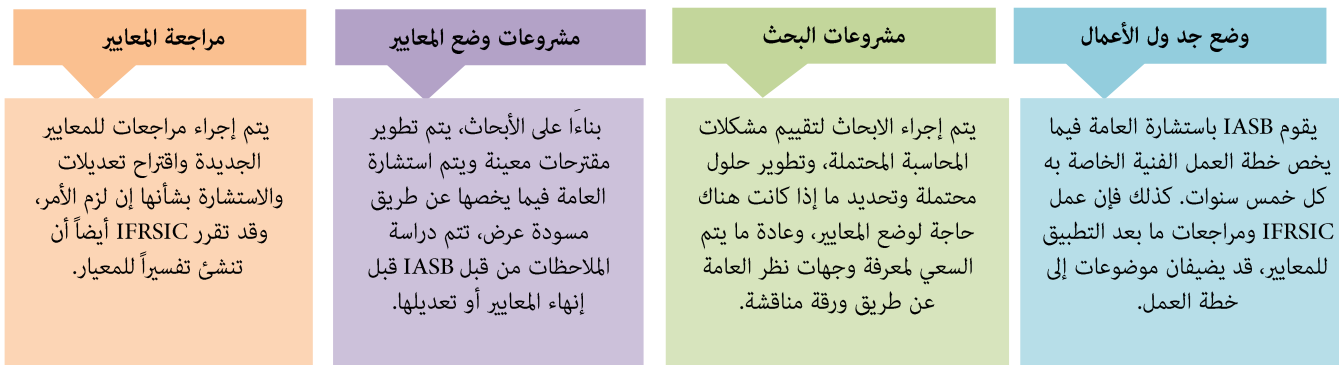 وضع جد ول الأعمال
يقوم IASB باستشارة العامة فيما
يخص خطة العمل الفنية الخاصة به
كل خمس سنوات. كذلك فإن عمل
IFRSIC ومراجعات ما بعد التطبيق
للمعايير، قد يضيفان موضوعات إلى
خطة العمل.
مشروعات البحث
يتم إجراء الابحاث لتقييم مشكلات
المحاسبة المحتملة، وتطوير حلول
محتملة وتحديد ما إذا كانت هناك
حاجة لوضع المعايير، وعادة ما يتم
السعي لمعرفة وجهات نظر العامة
عن طريق ورقة مناقشة.
مشروعات وضع المعايير
بناءَا على الأبحاث، يتم تطوير
مقترحات معينة ويتم استشارة
العامة فيما يخصها عن طريق
مسودة عرض، تتم دراسة
الملاحظات من قبل IASB قبل
إنهاء المعايير أو تعديلها.
مراجعة المعايير
يتم إجراء مراجعات للمعايير
الجديدة واقتراح تعديلات
والاستشارة بشأنها إن لزم الأمر،
وقد تقرر IFRSIC أيضاً أن
تنشئ تفسيراً للمعيار.